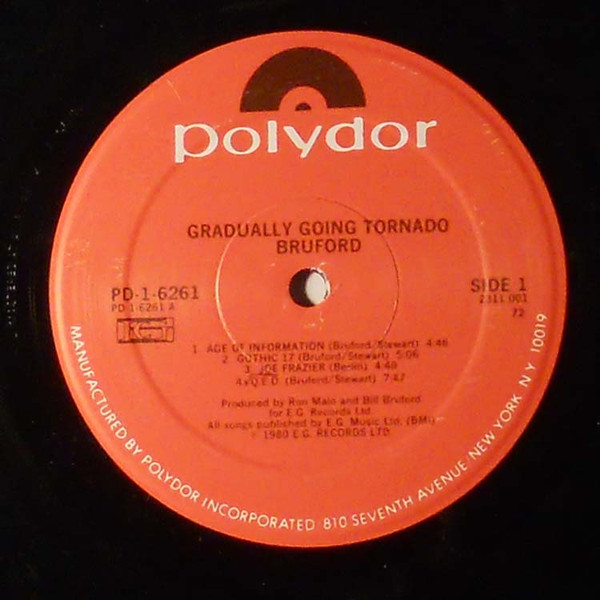 polydor
GRADUALLY GOING TORNADO
BRUFORD
PD-1-6261
PD 1-6261 A
SIDE 1
2311 001
72
1 AGE OF INFORMATION (Bruford/Stewart) 4:46
2 GOTHIC 17 (Bruford/Stewart) 5:06
3 JOE FRAZIER (Berlin) 4:40
4 Q.E.D. (Bruford/Stewart) 7:47
Produced by Ron Malo and Bill Bruford
for E.G. Records Ltd.
All songs published by E.G. Music Ltd. (BMI)
1980 E.G. RECORDS LTD
MANUFACTURED BY POLYDOR INCORPORATED 810 SEVENTH AVENUE NEW YORK N Y 10019